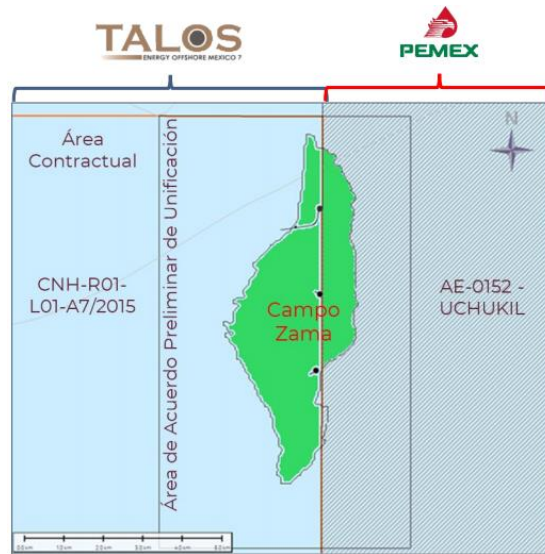 TALOS
ENERGY OFFSHORE MEXICO 7
PEMEX
Área
Contractual
Área de Acuerdo Preliminar de Unificación
N
CNH-R01-
L01-A7/2015
Campo
Zama
AE-0152 -
UCHUKIL